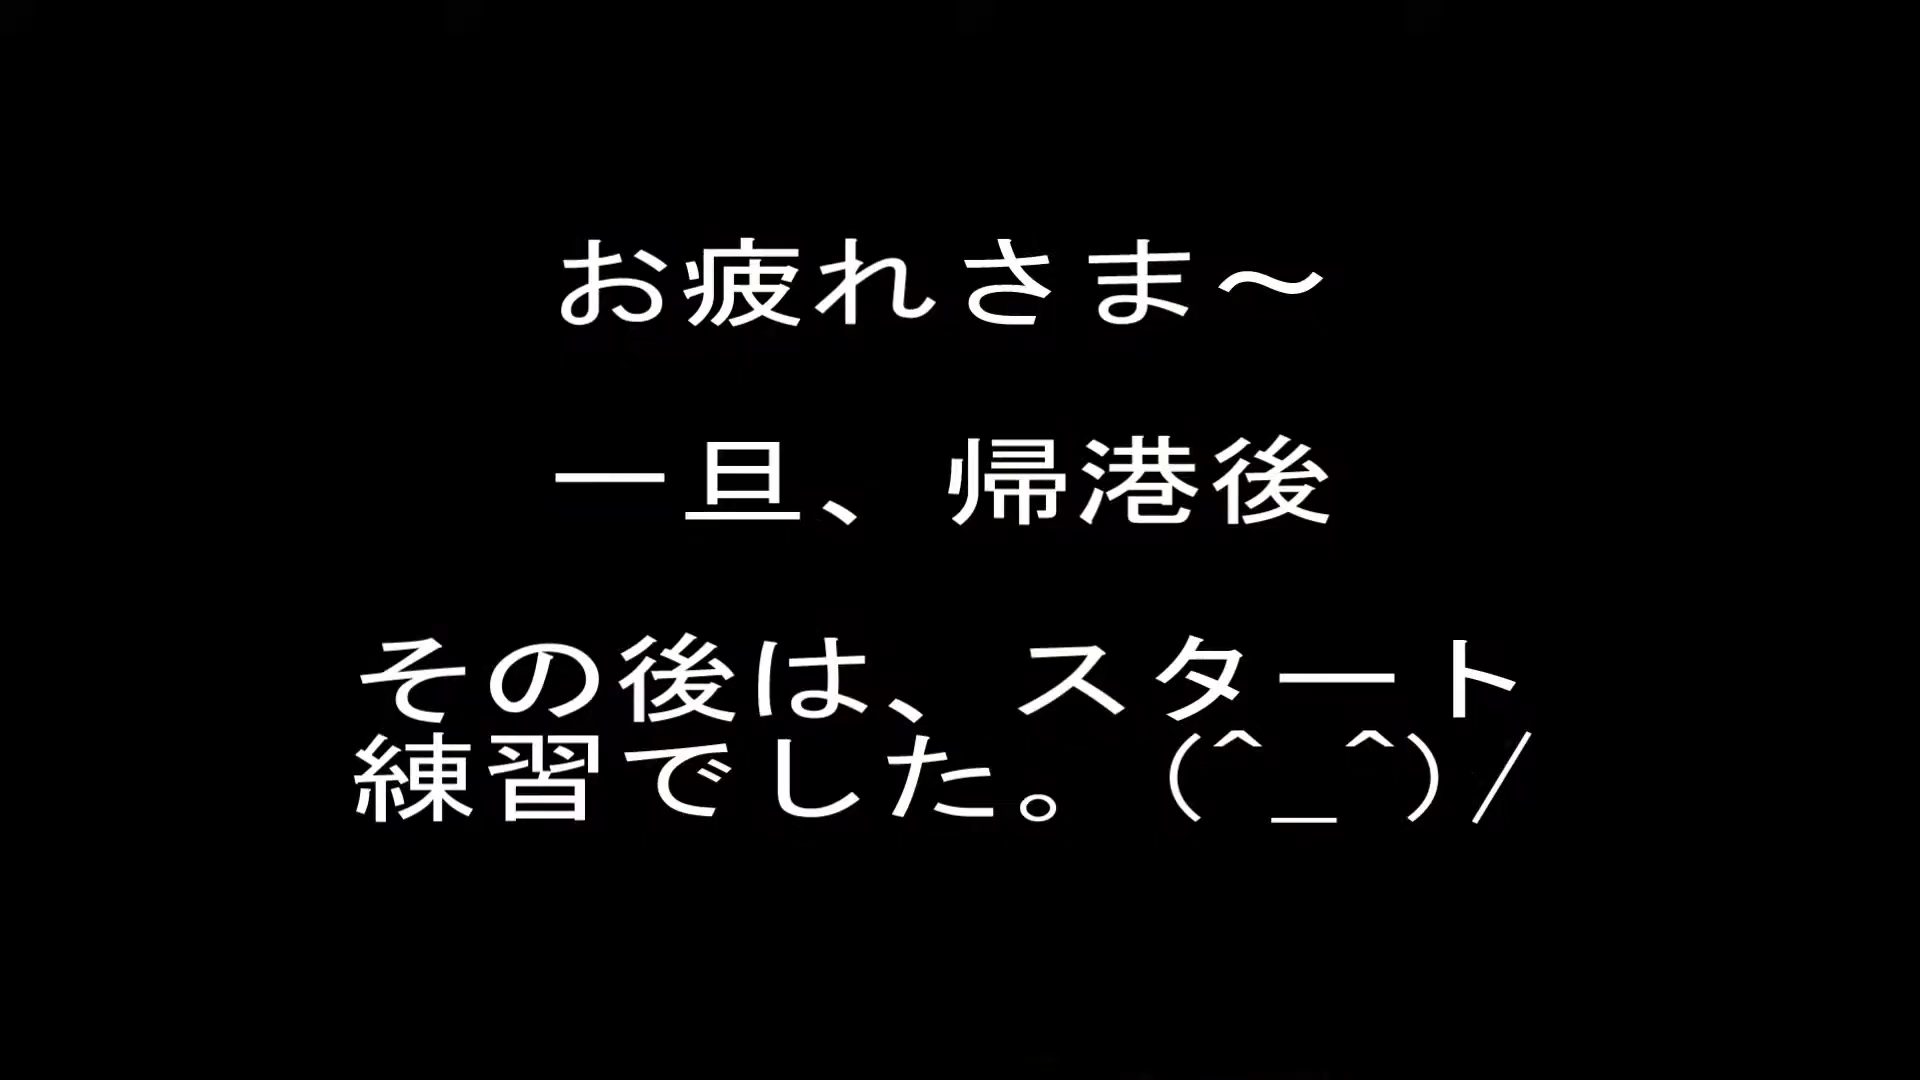 お疲れさま～
一旦、帰港後
その後は、スタート
練習でした。(^_^)/